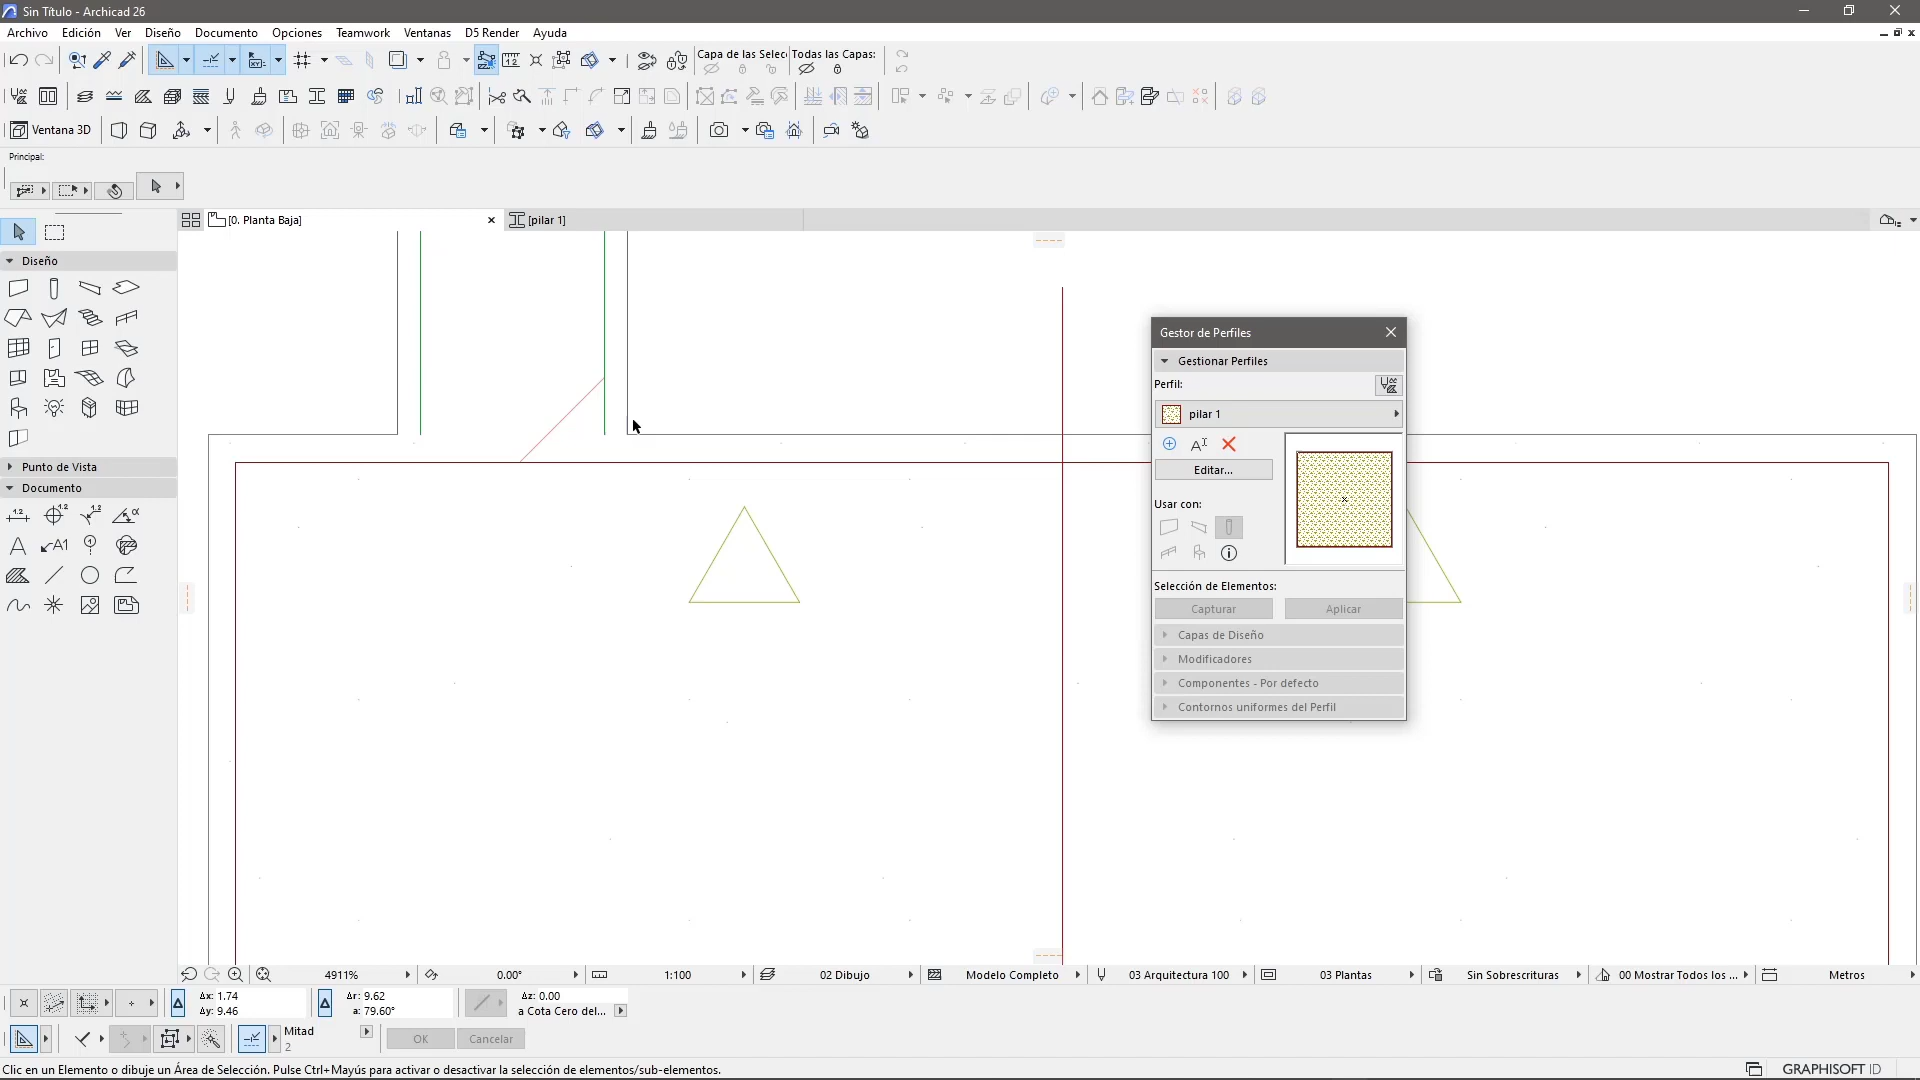 Sin Título - Archicad 26
Archivo Edición Ver Diseño Documento Opciones Teamwork Ventanas D5 Render Ayuda
Capa de las Selec Todas las Capas:
Ventana 3D
Principal:
[0. Planta Baja]
[pilar 1]
Diseño
Punto de Vista
Documento
Gestor de Perfiles
Gestionar Perfiles
Perfil:
pilar 1
Editar...
Usar con:
Selección de Elementos:
Capturar Aplicar
Capas de Diseño
Modificadores
Componentes - Por defecto
Contornos uniformes del Perfil
4911% 0.00° 1:100 02 Dibujo Modelo Completo 03 Arquitectura 100 03 Plantas Sin Sobrescrituras 00 Mostrar Todos los ... Metros
Δx: 1.74 Δr: 9.62 Δz: 0.00
Δy: 9.46 a: 79.60° a Cota Cero del...
Mitad
2
OK Cancelar
Clic en un Elemento o dibuje un Área de Selección. Pulse Ctrl+Mayús para activar o desactivar la selección de elementos/sub-elementos.
GRAPHISOFT ID